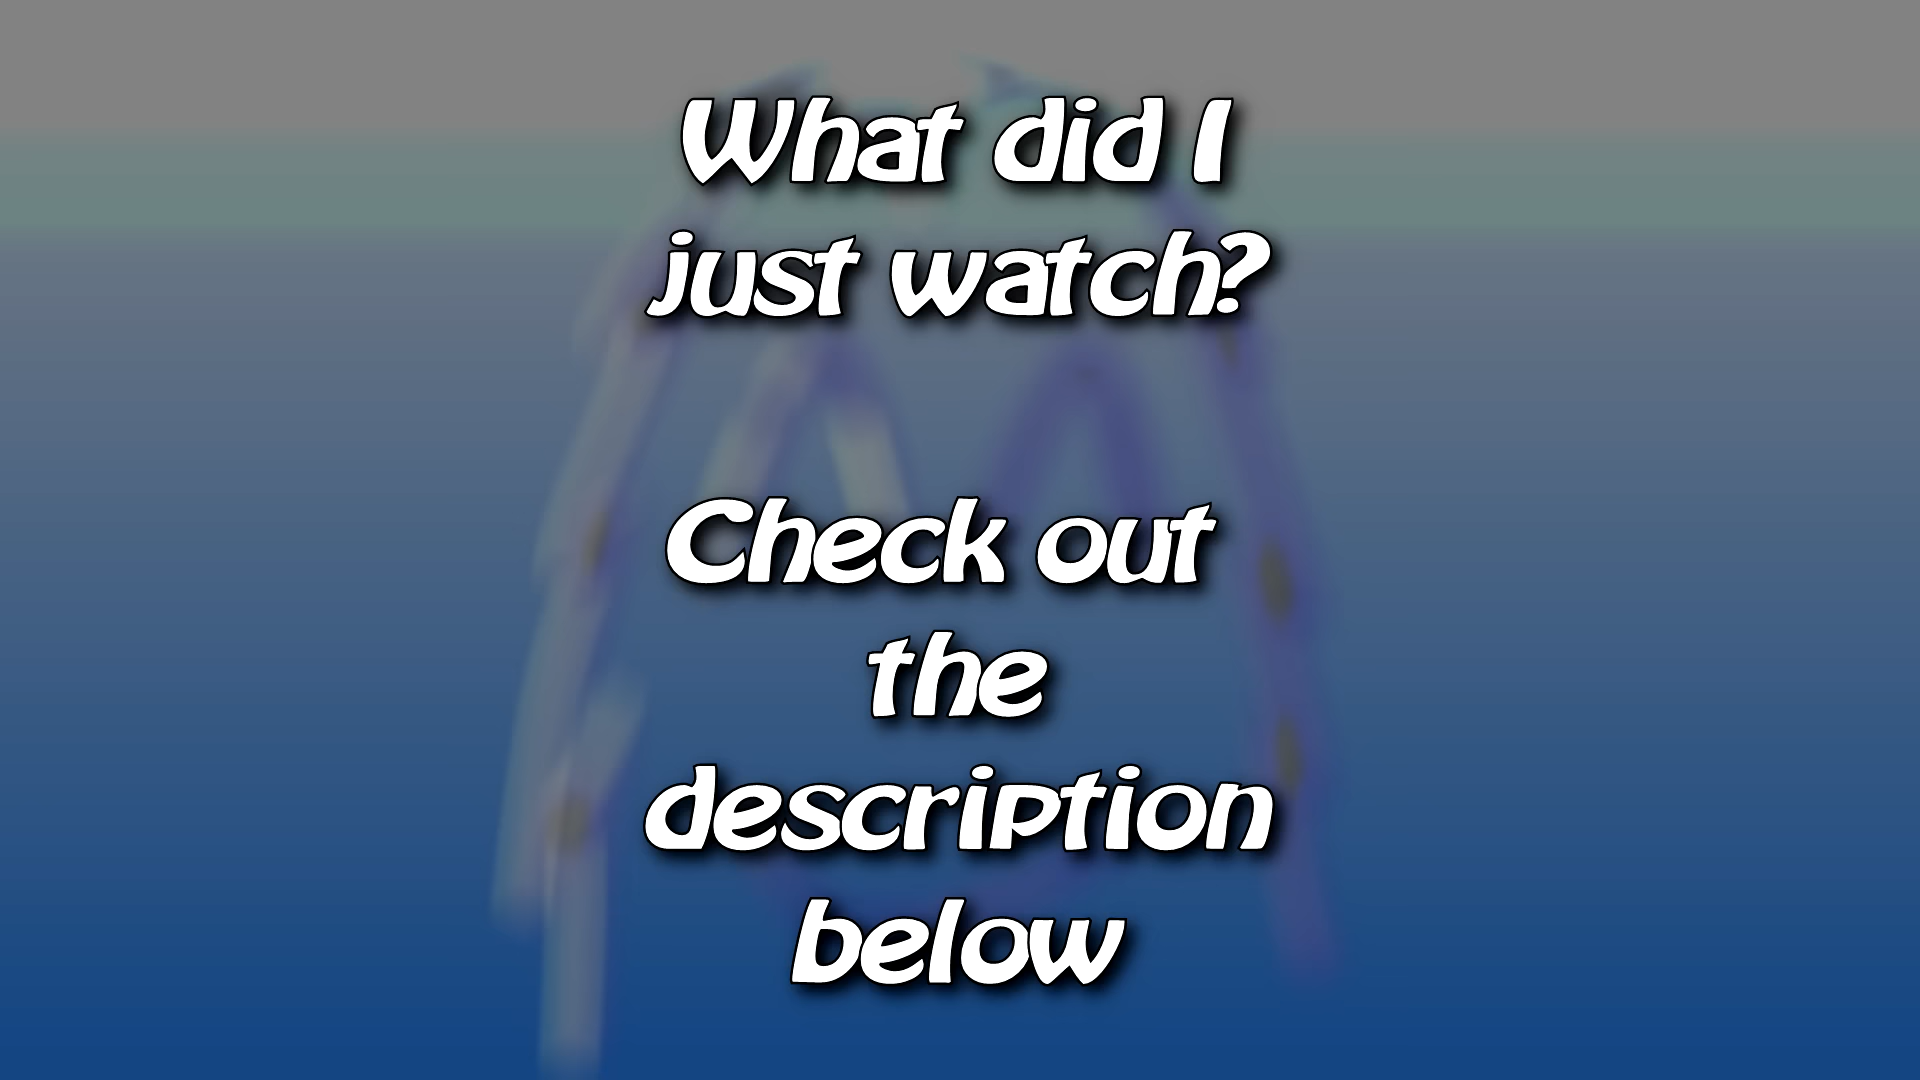 What did I
just watch?
Check out
the
description
below